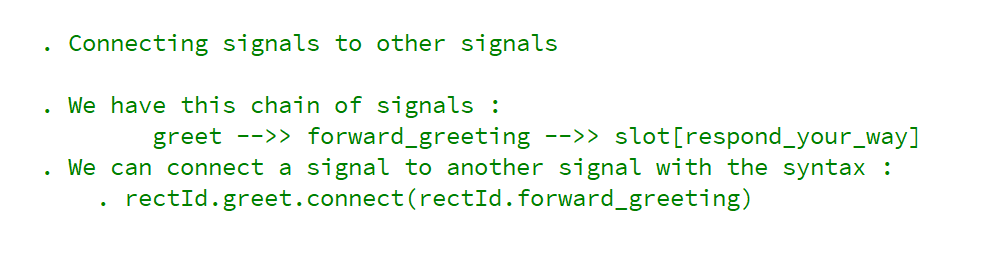 . Connecting signals to other signals
. We have this chain of signals :
greet -->> forward_greeting -->> slot[respond_your_way]
. We can connect a signal to another signal with the syntax :
. rectId.greet.connect(rectId.forward_greeting)